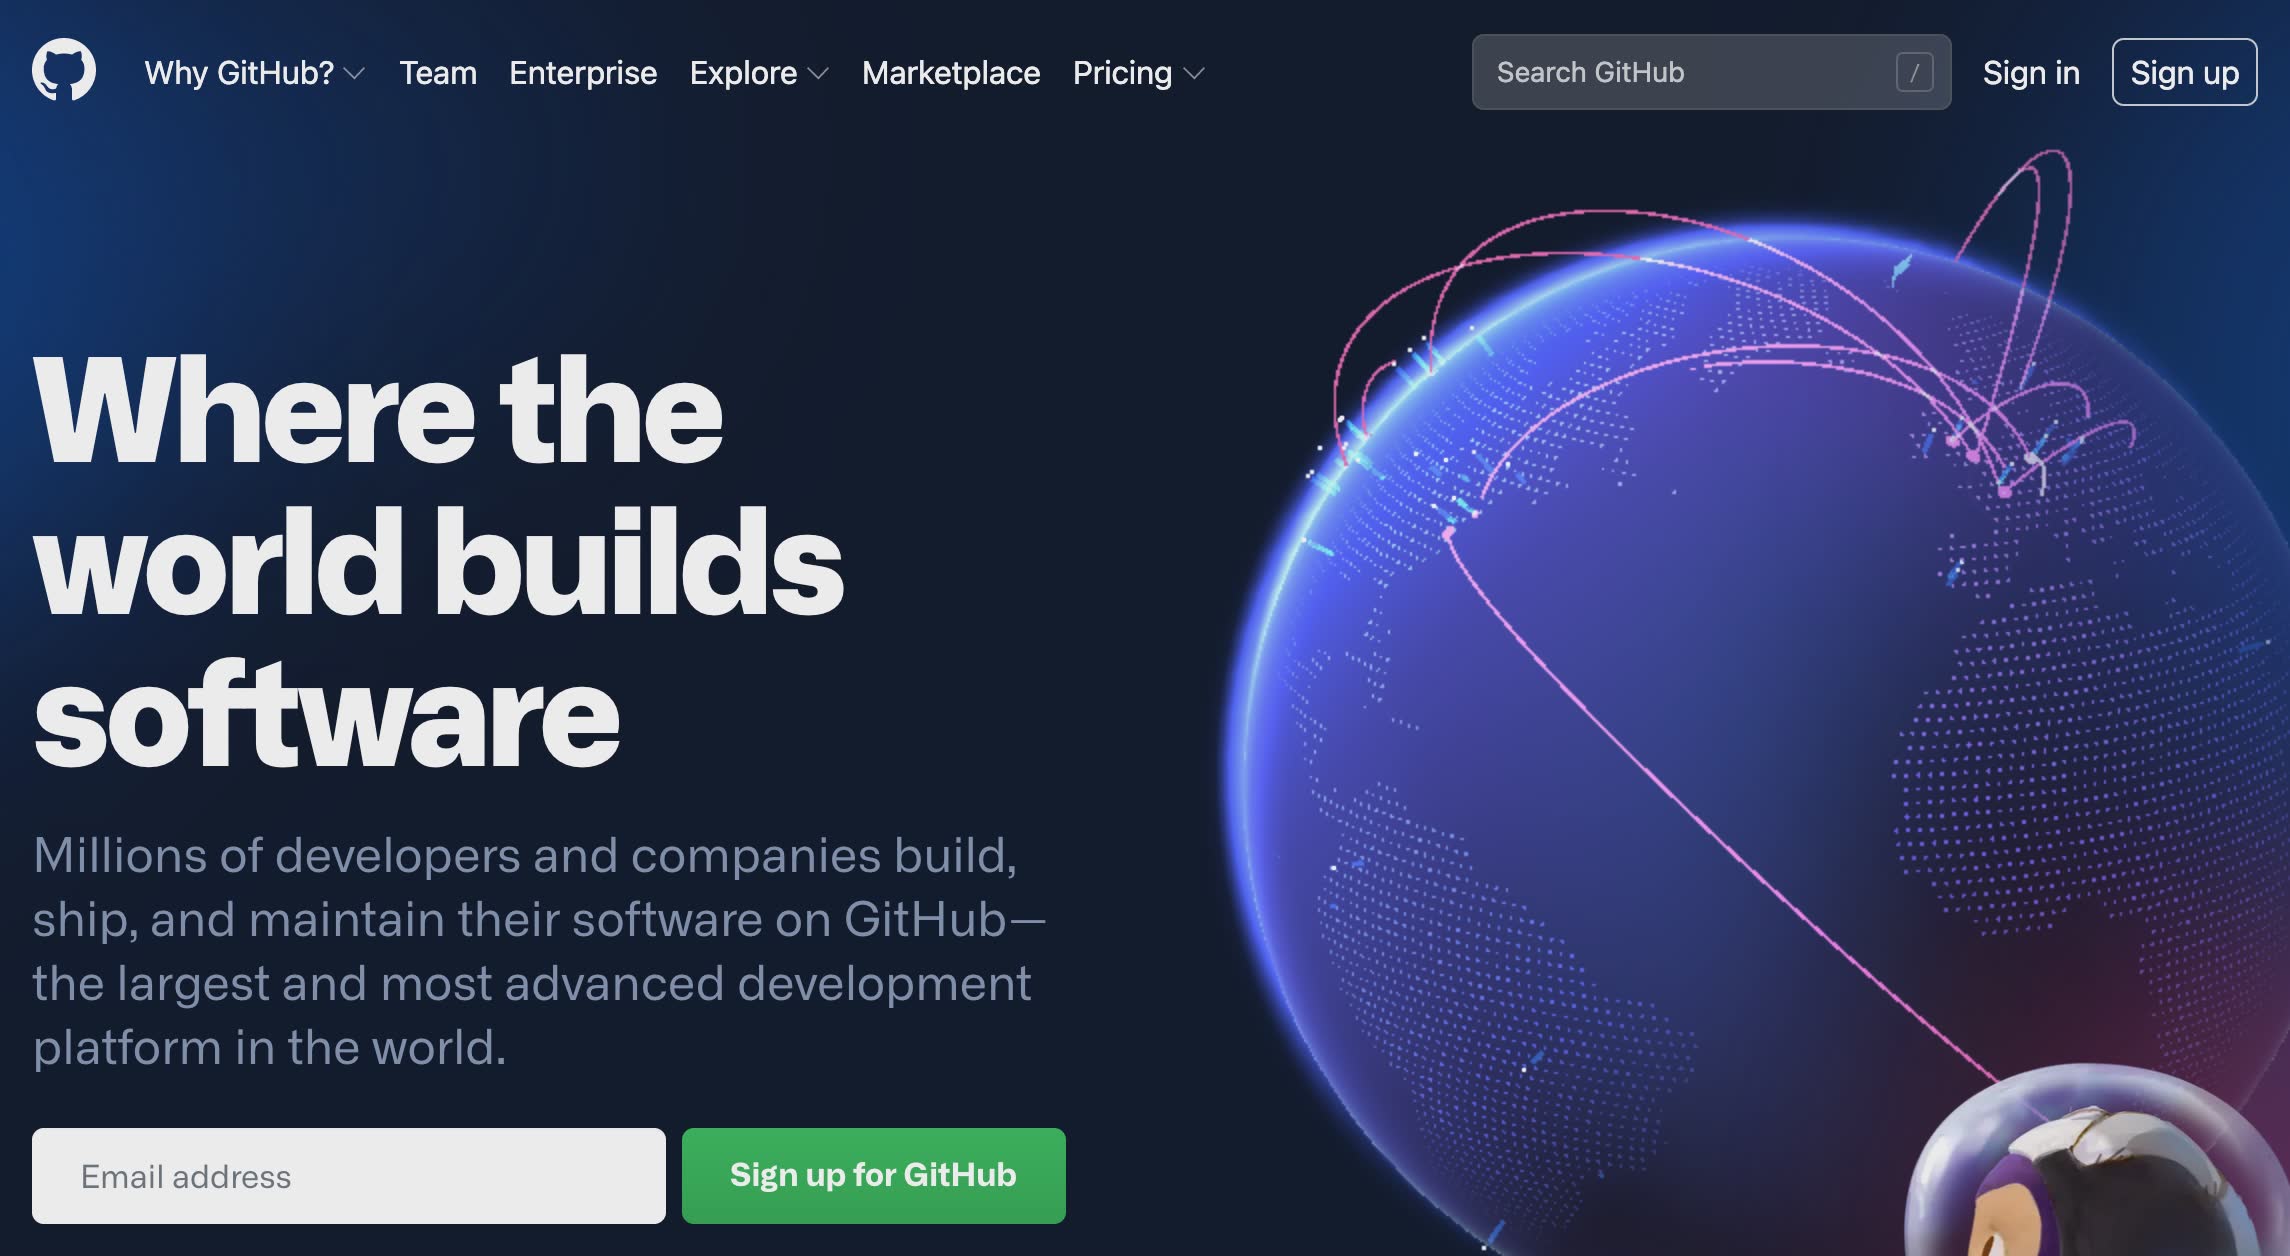 Why GitHub? Team Enterprise Explore Marketplace Pricing Search GitHub / Sign in Sign up
Where the
world builds
software
Millions of developers and companies build,
ship, and maintain their software on GitHub—
the largest and most advanced development
platform in the world.
Email address Sign up for GitHub